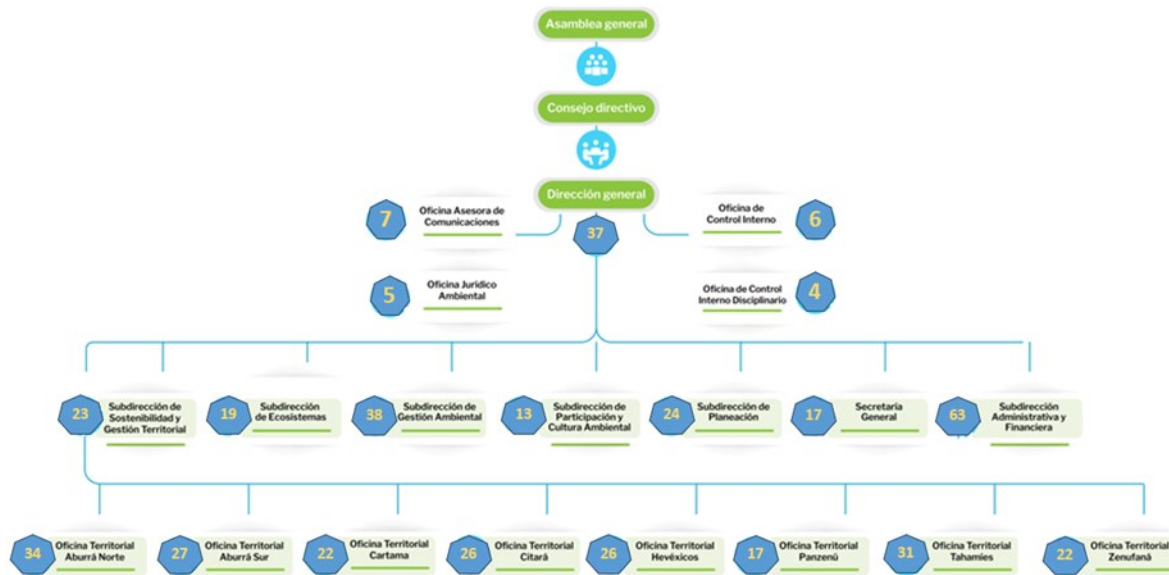 Asamblea general
Consejo directivo
Dirección general
7
Oficina Asesora de
Comunicaciones
37
Oficina de
Control Interno
6
5
Oficina Jurídico
Ambiental
Oficina de Control
Interno Disciplinario
4
23
Subdirección de
Sostenibilidad y
Gestión Territorial
19
Subdirección
de Ecosistemas
38
Subdirección de
Gestión Ambiental
13
Subdirección de
Participación y
Cultura Ambiental
24
Subdirección de
Planeación
17
Secretaría
General
63
Subdirección
Administrativa y
Financiera
34
Oficina Territorial
Aburrá Norte
27
Oficina Territorial
Aburrá Sur
22
Oficina Territorial
Cartama
26
Oficina Territorial
Citará
26
Oficina Territorial
Hevéxicos
17
Oficina Territorial
Panzenú
31
Oficina Territorial
Tahamíes
22
Oficina Territorial
Zenufaná